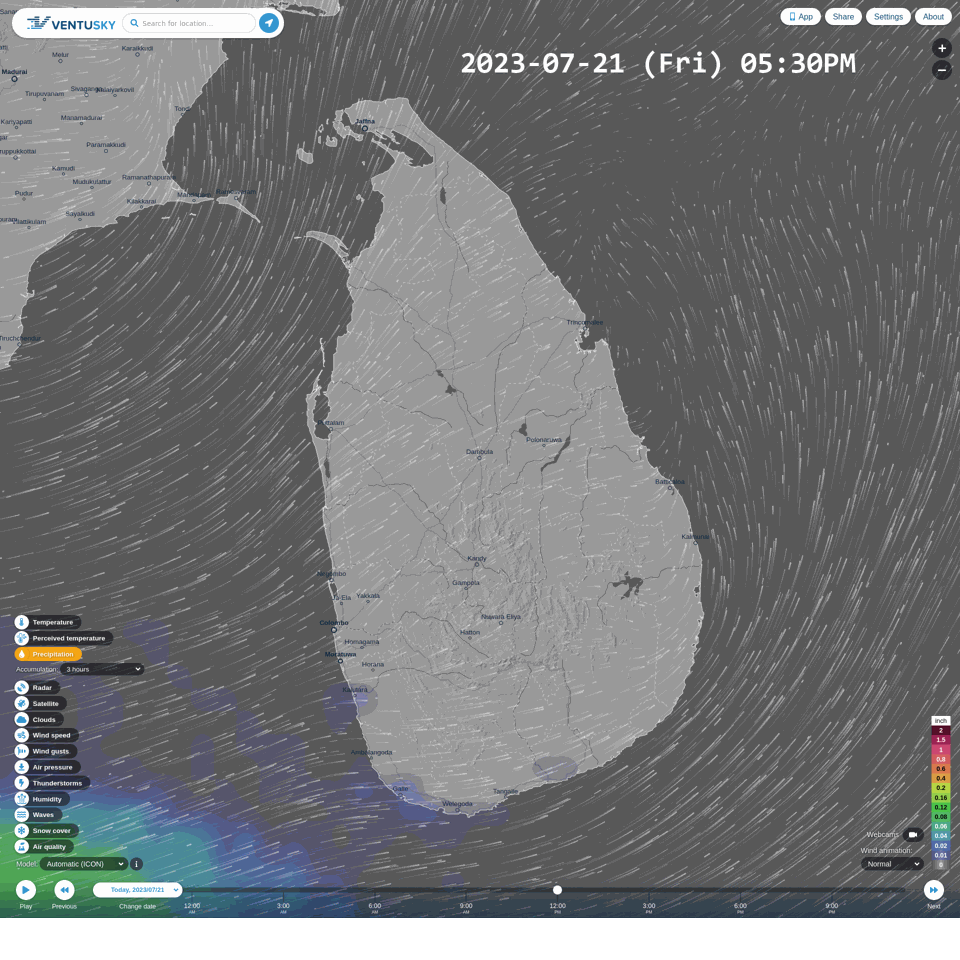 VENTUSKY
Search for location...
App
Share
Settings
About
2023-07-21 (Fri) 05:30PM
+
−
Karaikkudi
Melur
Madurai
Tiruppuvanam
Tondi
Manamadurai
Kariyapatti
Paramakkudi
Kamudi
Mudukulattur
Ramanathapuram
Pudur
Kilakkarai
Sayalkudi
Jaffna
Trincomalee
Puttalam
Polonnaruwa
Dambola
Batticaloa
Kalmunai
Kandy
Gampola
Negombo
Ja-Ela
Yakkala
Nuwara Eliya
Hatton
Colombo
Homagama
Moratuwa
Horana
Kalutara
Ambalangoda
Galle
Weligoda
Tangalle
Temperature
Perceived temperature
Precipitation
Accumulation:
3 hours
Radar
Satellite
Clouds
Wind speed
Wind gusts
Air pressure
Thunderstorms
Humidity
Waves
Snow cover
Air quality
Model:
Automatic (ICON)
i
inch
2
1.5
1
0.8
0.6
0.4
0.2
0.16
0.12
0.08
0.06
0.04
0.02
0.01
0
Webcams
Wind animation:
Normal
Play
Previous
Today, 2023/07/21
Change date
12:00
AM
3:00
AM
6:00
AM
9:00
AM
12:00
PM
3:00
PM
6:00
PM
9:00
PM
Next